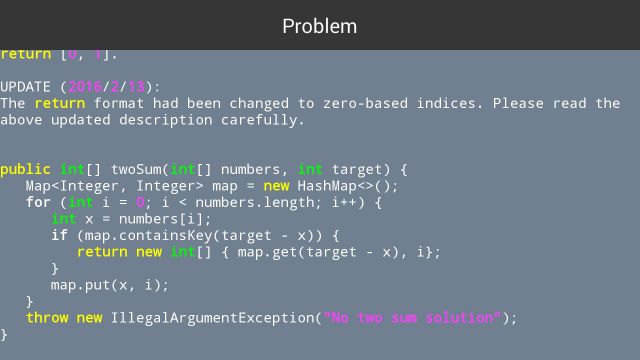 Problem
return [0, 1].
UPDATE (2016/2/13):
The return format had been changed to zero-based indices. Please read the
above updated description carefully.
public int[] twoSum(int[] numbers, int target) {
Map<Integer, Integer> map = new HashMap<>();
for (int i = 0; i < numbers.length; i++) {
int x = numbers[i];
if (map.containsKey(target - x)) {
return new int[] { map.get(target - x), i};
}
map.put(x, i);
}
throw new IllegalArgumentException("No two sum solution");
}